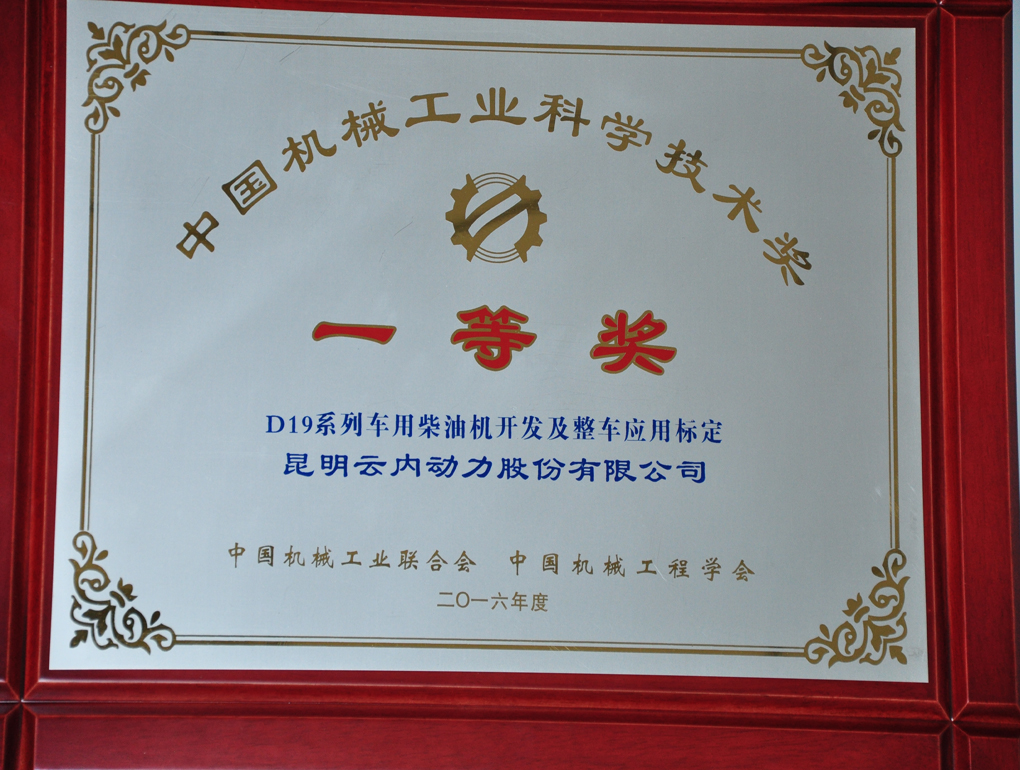 中国机械工业科学技术奖
一等奖
D19系列车用柴油机开发及整车应用标定
昆明云内动力股份有限公司
中国机械工业联合会 中国机械工程学会
二〇一六年度